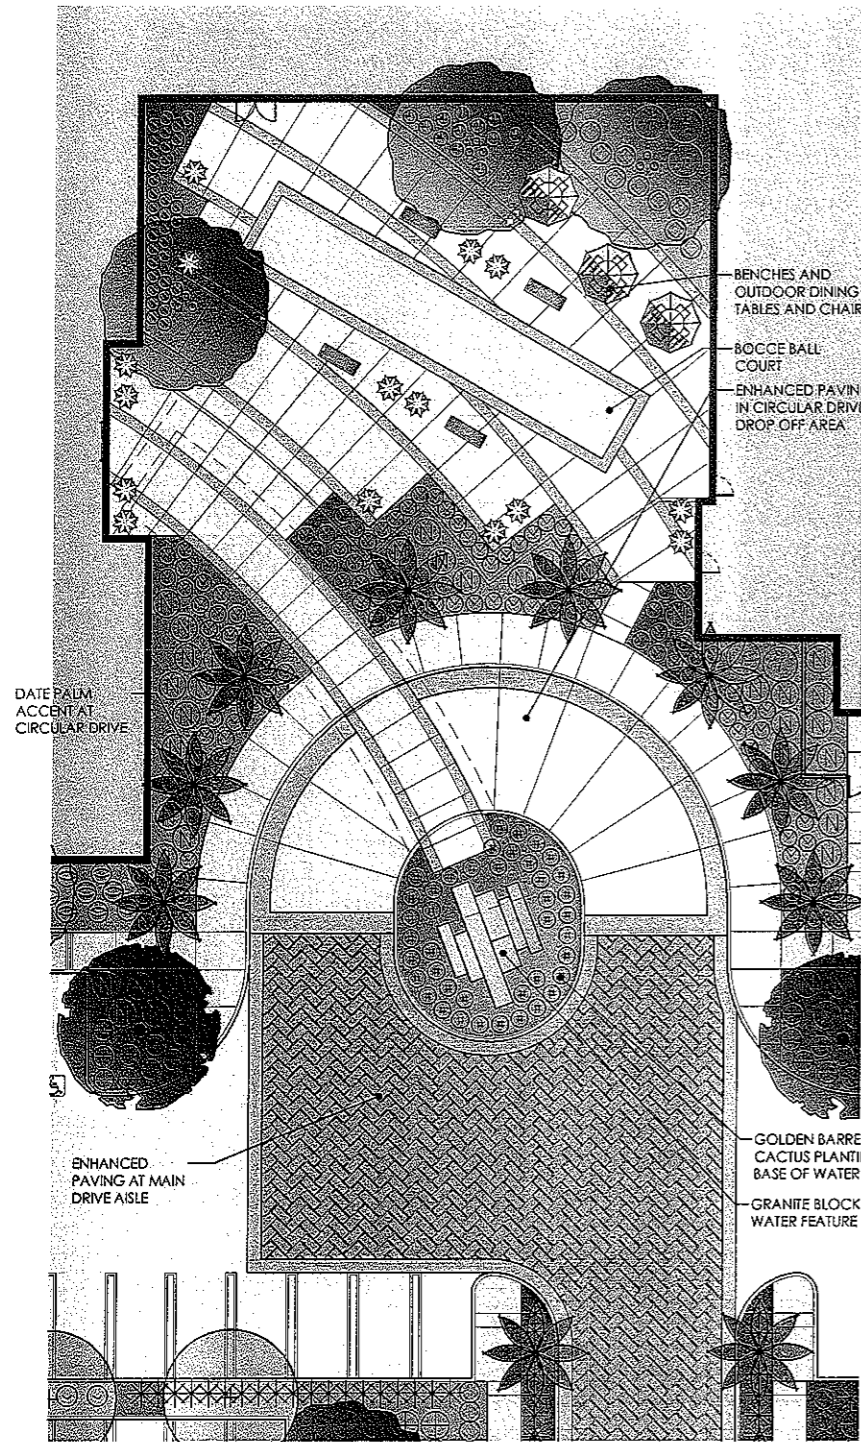 BENCHES AND
OUTDOOR DINING
TABLES AND CHAIR
BOCCE BALL
COURT
ENHANCED PAVIN
IN CIRCULAR DRIVE
DROP OFF AREA
DATE PALM
ACCENT AT
CIRCULAR DRIVE
ENHANCED
PAVING AT MAIN
DRIVE AISLE
GOLDEN BARRE
CACTUS PLANTI
BASE OF WATER
GRANITE BLOCK
WATER FEATURE